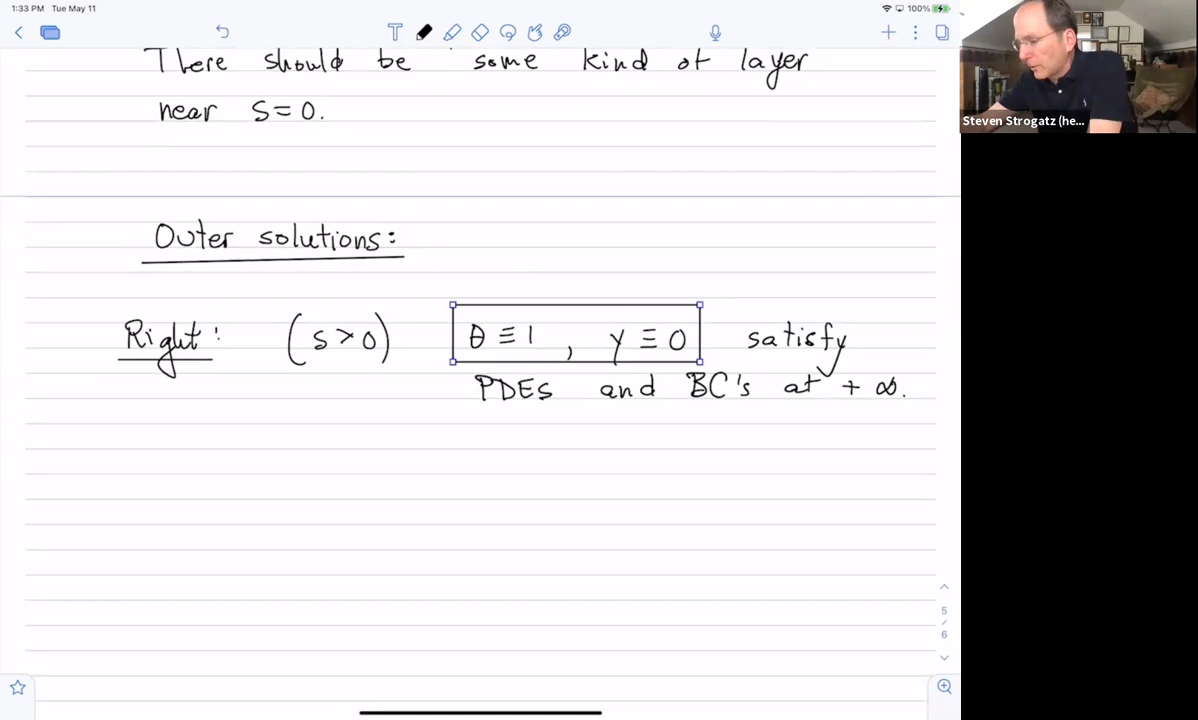 1:33 PM Tue May 11
100%
There should be some kind of layer
near S = 0.
Steven Strogatz (he...
Outer solutions:
Right: (S > 0) θ ≡ 1 , Y ≡ 0 satisfy
PDES and BC's at + ∞.
5
/
6